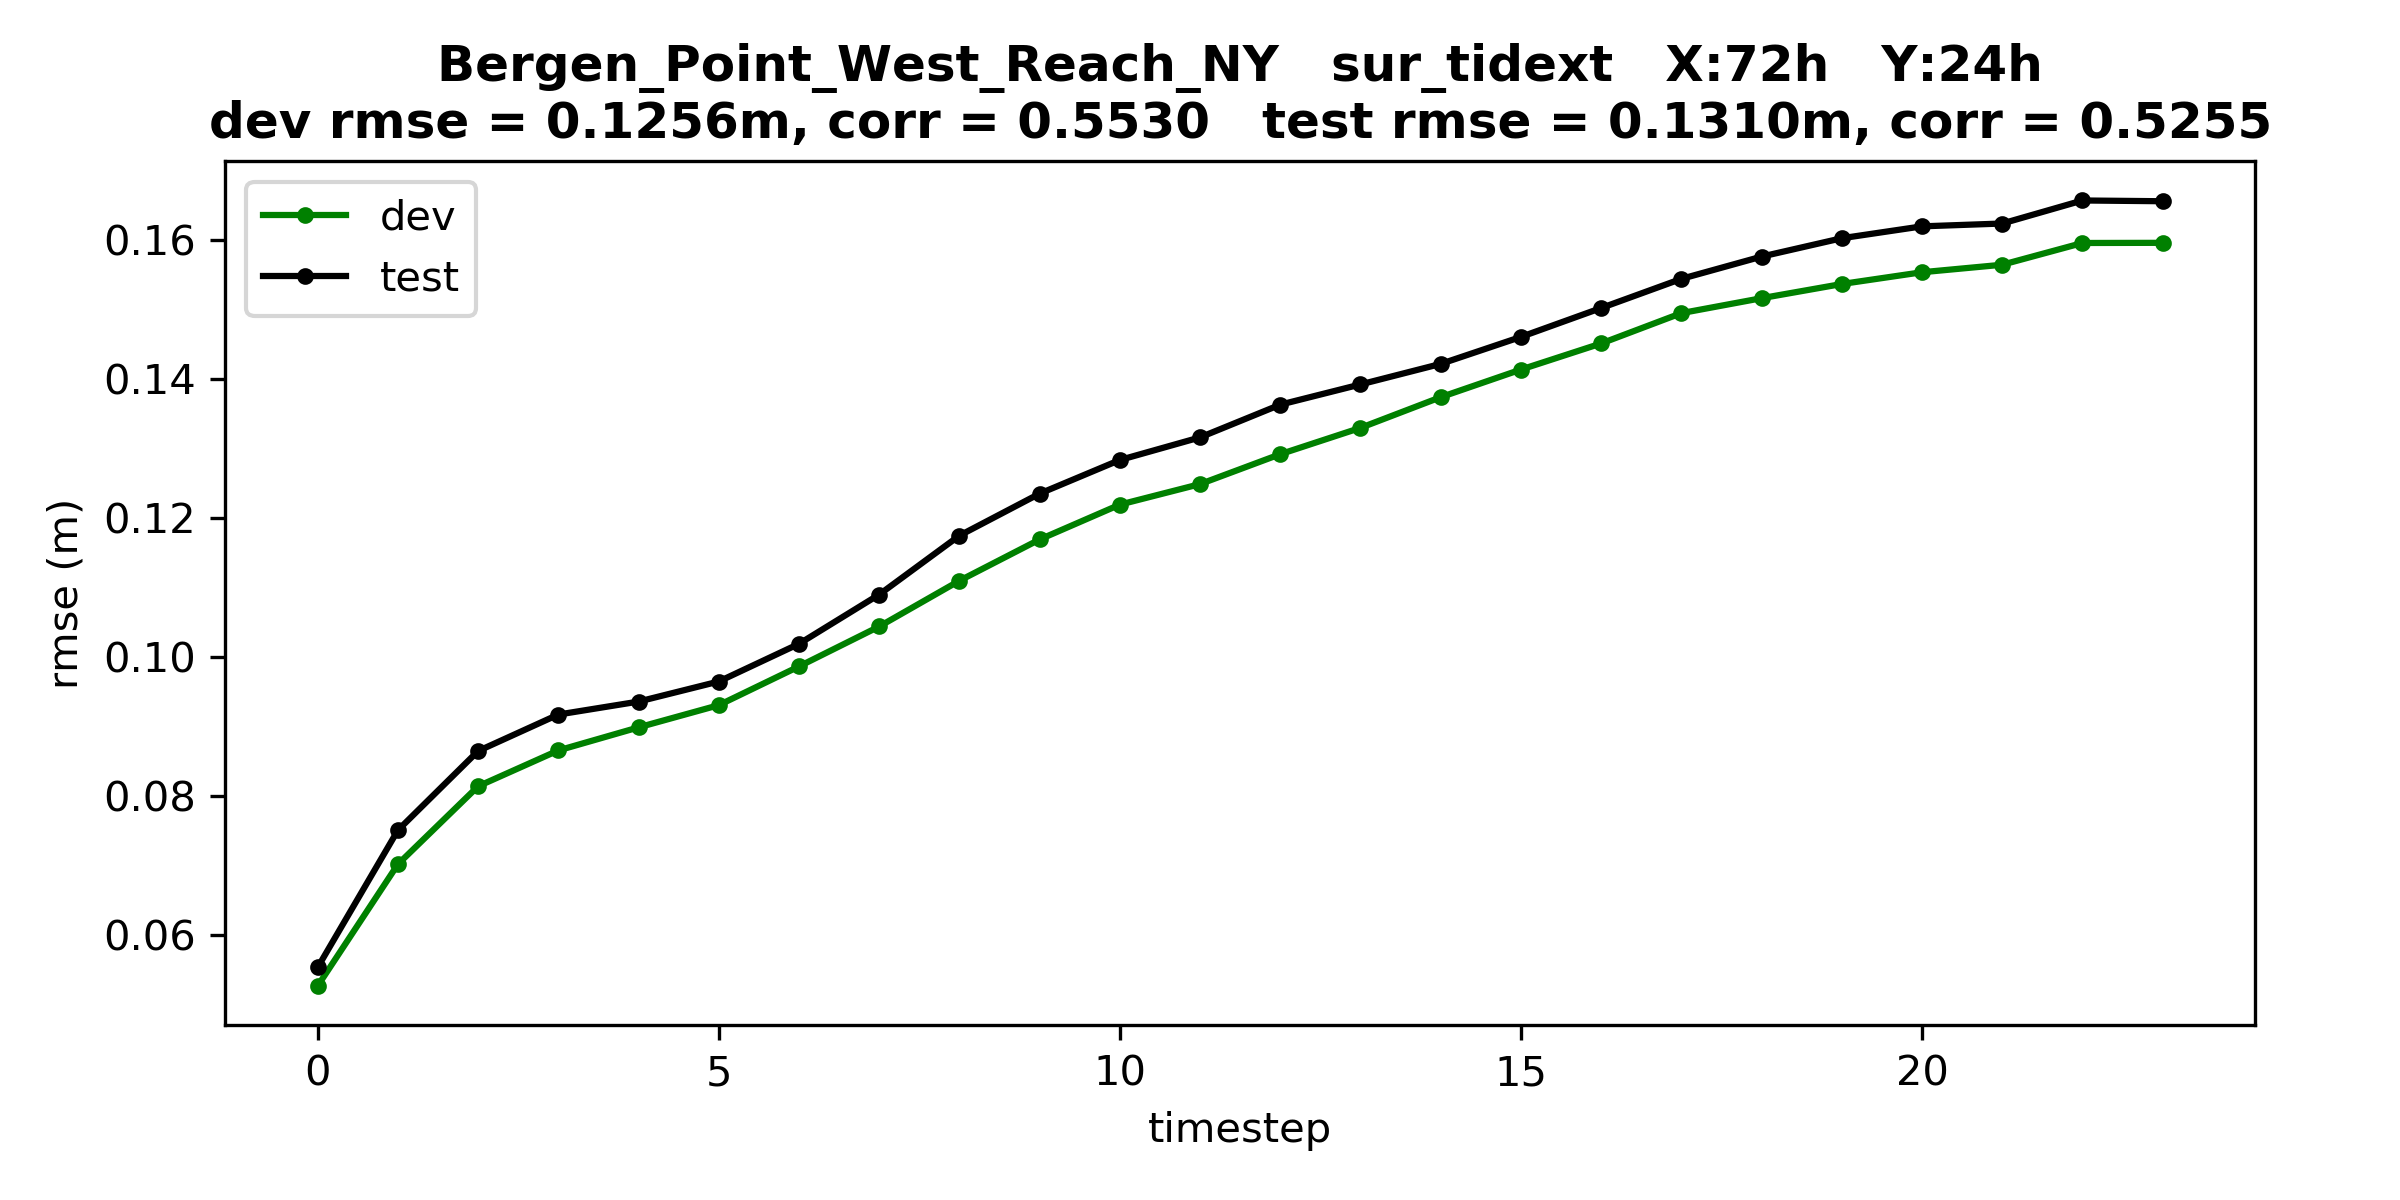 Bergen_Point_West_Reach_NY   sur_tidext   X:72h   Y:24h
dev rmse = 0.1256m, corr = 0.5530   test rmse = 0.1310m, corr = 0.5255
dev
test
0.16
0.14
0.12
0.10
0.08
0.06
rmse (m)
0 5 10 15 20
timestep